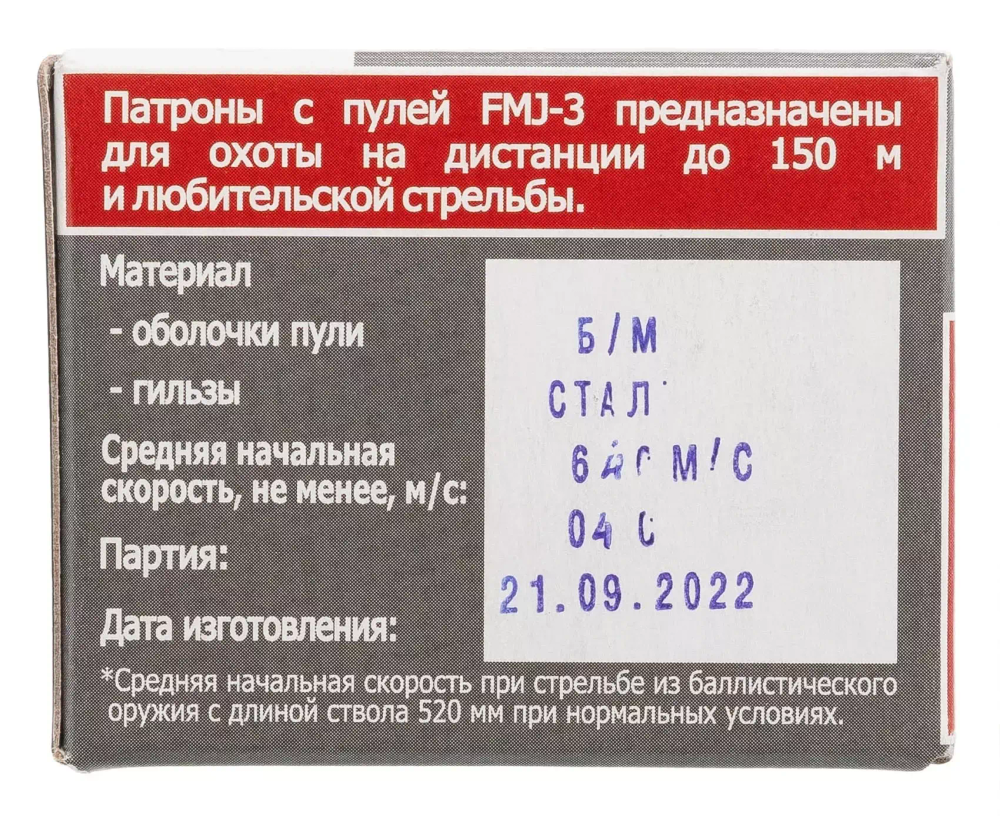 Патроны с пулей FMJ-3 предназначены
для охоты на дистанции до 150 м
и любительской стрельбы.
Материал
- оболочки пули
Б/М
- гильзы
Средняя начальная
скорость, не менее, м/с:
М/С
Партия:
Дата изготовления:
21.09.2022
*Средняя начальная скорость при стрельбе из баллистического
оружия с длиной ствола 520 мм при нормальных условиях.